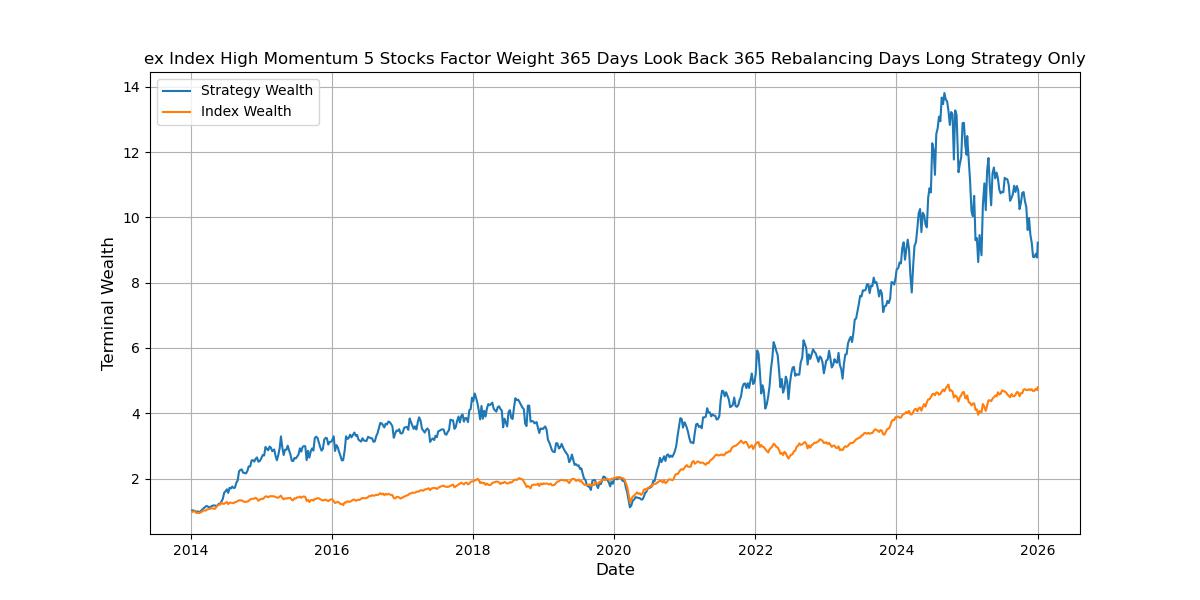 ex Index High Momentum 5 Stocks Factor Weight 365 Days Look Back 365 Rebalancing Days Long Strategy Only
Strategy Wealth
Index Wealth
14
12
10
8
6
4
2
Terminal Wealth
2014 2016 2018 2020 2022 2024 2026
Date